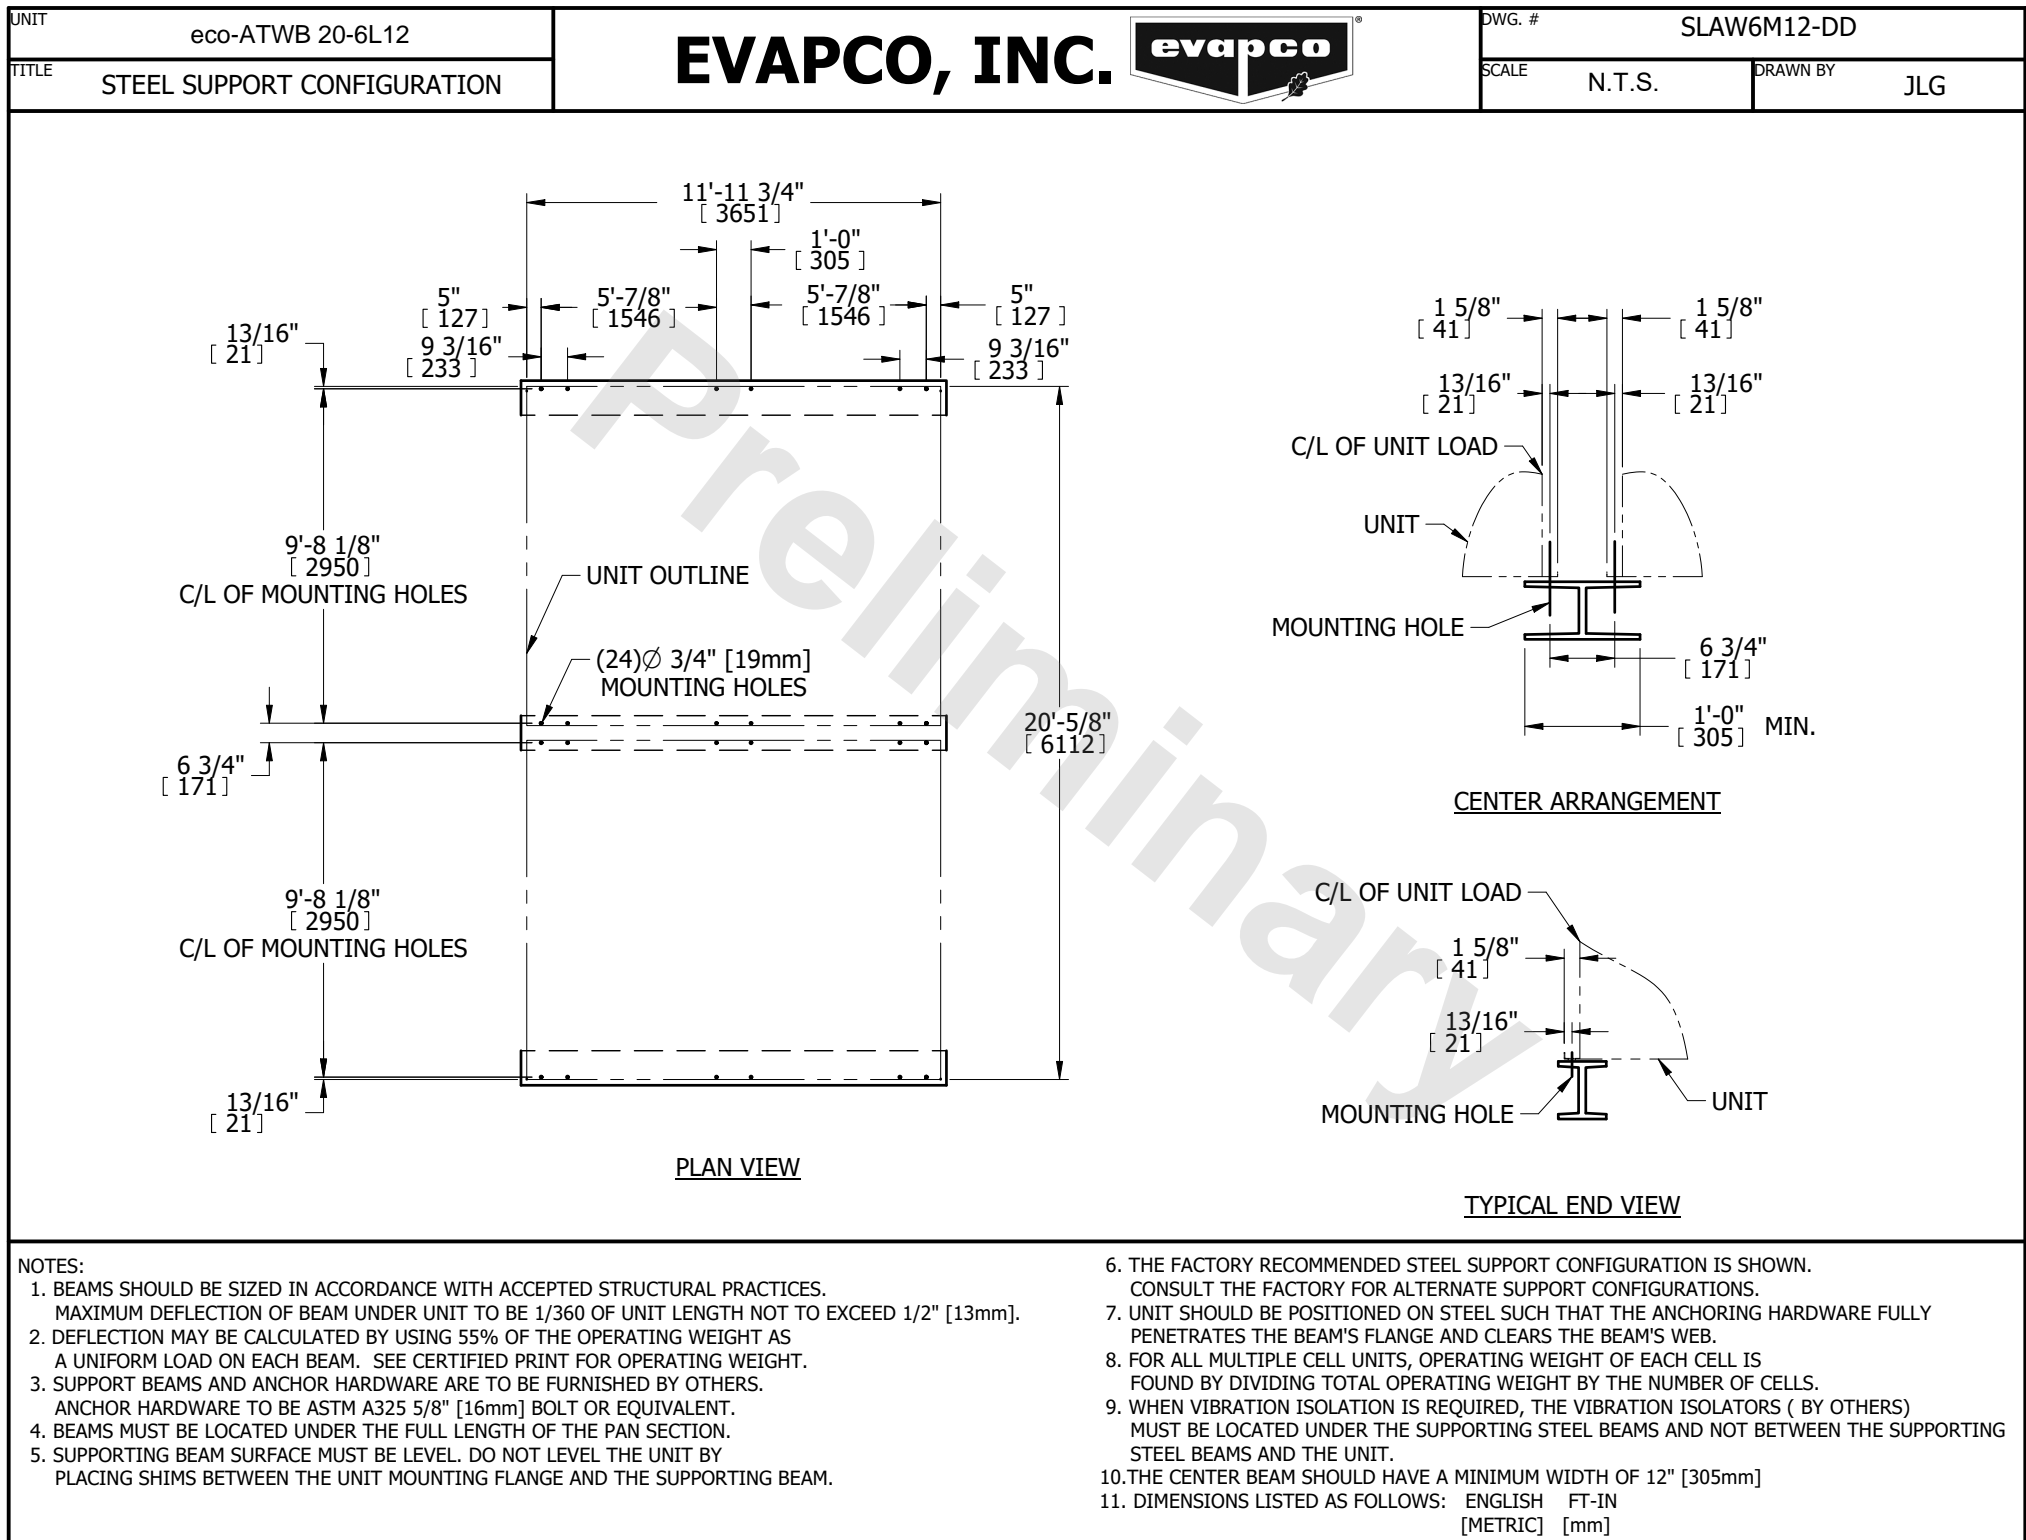 UNIT
eco-ATWB 20-6L12
TITLE
STEEL SUPPORT CONFIGURATION
EVAPCO, INC.
evapco®
DWG. #
SLAW6M12-DD
SCALE
N.T.S.
DRAWN BY
JLG
11'-11 3/4"
[ 3651 ]
1'-0"
[ 305 ]
5"
[ 127 ]
5'-7/8"
[ 1546 ]
5'-7/8"
[ 1546 ]
5"
[ 127 ]
13/16"
[ 21 ]
9 3/16"
[ 233 ]
9 3/16"
[ 233 ]
9'-8 1/8"
[ 2950 ]
C/L OF MOUNTING HOLES
UNIT OUTLINE
(24)Ø 3/4" [19mm]
MOUNTING HOLES
6 3/4"
[ 171 ]
20'-5/8"
[ 6112 ]
9'-8 1/8"
[ 2950 ]
C/L OF MOUNTING HOLES
13/16"
[ 21 ]
PLAN VIEW
Preliminary
1 5/8"
[ 41 ]
1 5/8"
[ 41 ]
13/16"
[ 21 ]
13/16"
[ 21 ]
C/L OF UNIT LOAD
UNIT
MOUNTING HOLE
6 3/4"
[ 171 ]
1'-0"
[ 305 ]
MIN.
CENTER ARRANGEMENT
C/L OF UNIT LOAD
1 5/8"
[ 41 ]
13/16"
[ 21 ]
MOUNTING HOLE
UNIT
TYPICAL END VIEW
NOTES:
1. BEAMS SHOULD BE SIZED IN ACCORDANCE WITH ACCEPTED STRUCTURAL PRACTICES.
MAXIMUM DEFLECTION OF BEAM UNDER UNIT TO BE 1/360 OF UNIT LENGTH NOT TO EXCEED 1/2" [13mm].
2. DEFLECTION MAY BE CALCULATED BY USING 55% OF THE OPERATING WEIGHT AS
A UNIFORM LOAD ON EACH BEAM. SEE CERTIFIED PRINT FOR OPERATING WEIGHT.
3. SUPPORT BEAMS AND ANCHOR HARDWARE ARE TO BE FURNISHED BY OTHERS.
ANCHOR HARDWARE TO BE ASTM A325 5/8" [16mm] BOLT OR EQUIVALENT.
4. BEAMS MUST BE LOCATED UNDER THE FULL LENGTH OF THE PAN SECTION.
5. SUPPORTING BEAM SURFACE MUST BE LEVEL. DO NOT LEVEL THE UNIT BY
PLACING SHIMS BETWEEN THE UNIT MOUNTING FLANGE AND THE SUPPORTING BEAM.
6. THE FACTORY RECOMMENDED STEEL SUPPORT CONFIGURATION IS SHOWN.
CONSULT THE FACTORY FOR ALTERNATE SUPPORT CONFIGURATIONS.
7. UNIT SHOULD BE POSITIONED ON STEEL SUCH THAT THE ANCHORING HARDWARE FULLY
PENETRATES THE BEAM'S FLANGE AND CLEARS THE BEAM'S WEB.
8. FOR ALL MULTIPLE CELL UNITS, OPERATING WEIGHT OF EACH CELL IS
FOUND BY DIVIDING TOTAL OPERATING WEIGHT BY THE NUMBER OF CELLS.
9. WHEN VIBRATION ISOLATION IS REQUIRED, THE VIBRATION ISOLATORS ( BY OTHERS)
MUST BE LOCATED UNDER THE SUPPORTING STEEL BEAMS AND NOT BETWEEN THE SUPPORTING
STEEL BEAMS AND THE UNIT.
10.THE CENTER BEAM SHOULD HAVE A MINIMUM WIDTH OF 12" [305mm]
11. DIMENSIONS LISTED AS FOLLOWS: ENGLISH FT-IN
[METRIC] [mm]